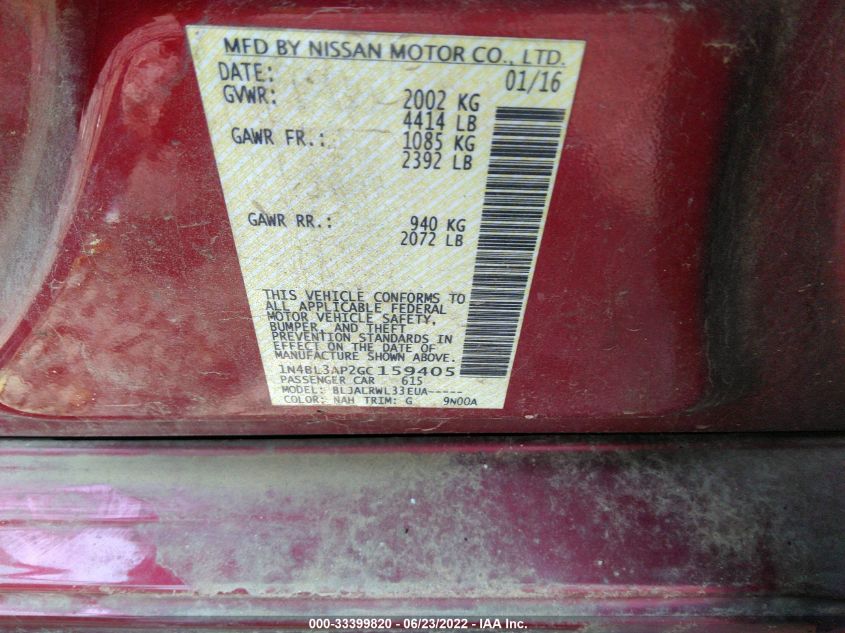 MFD BY NISSAN MOTOR CO., LTD.
DATE: 01/16
GVWR: 2002 KG
4414 LB
GAWR FR.: 1085 KG
2392 LB
GAWR RR.: 940 KG
2072 LB
THIS VEHICLE CONFORMS TO
ALL APPLICABLE FEDERAL
MOTOR VEHICLE SAFETY,
BUMPER, AND THEFT
PREVENTION STANDARDS IN
EFFECT ON THE DATE OF
MANUFACTURE SHOWN ABOVE.
1N4BL3AP2GC159405
PASSENGER CAR 615
MODEL: BLJALRWL33EUA-----
COLOR: NAH TRIM: G 9N00A
000-33399820 - 06/23/2022 - IAA Inc.